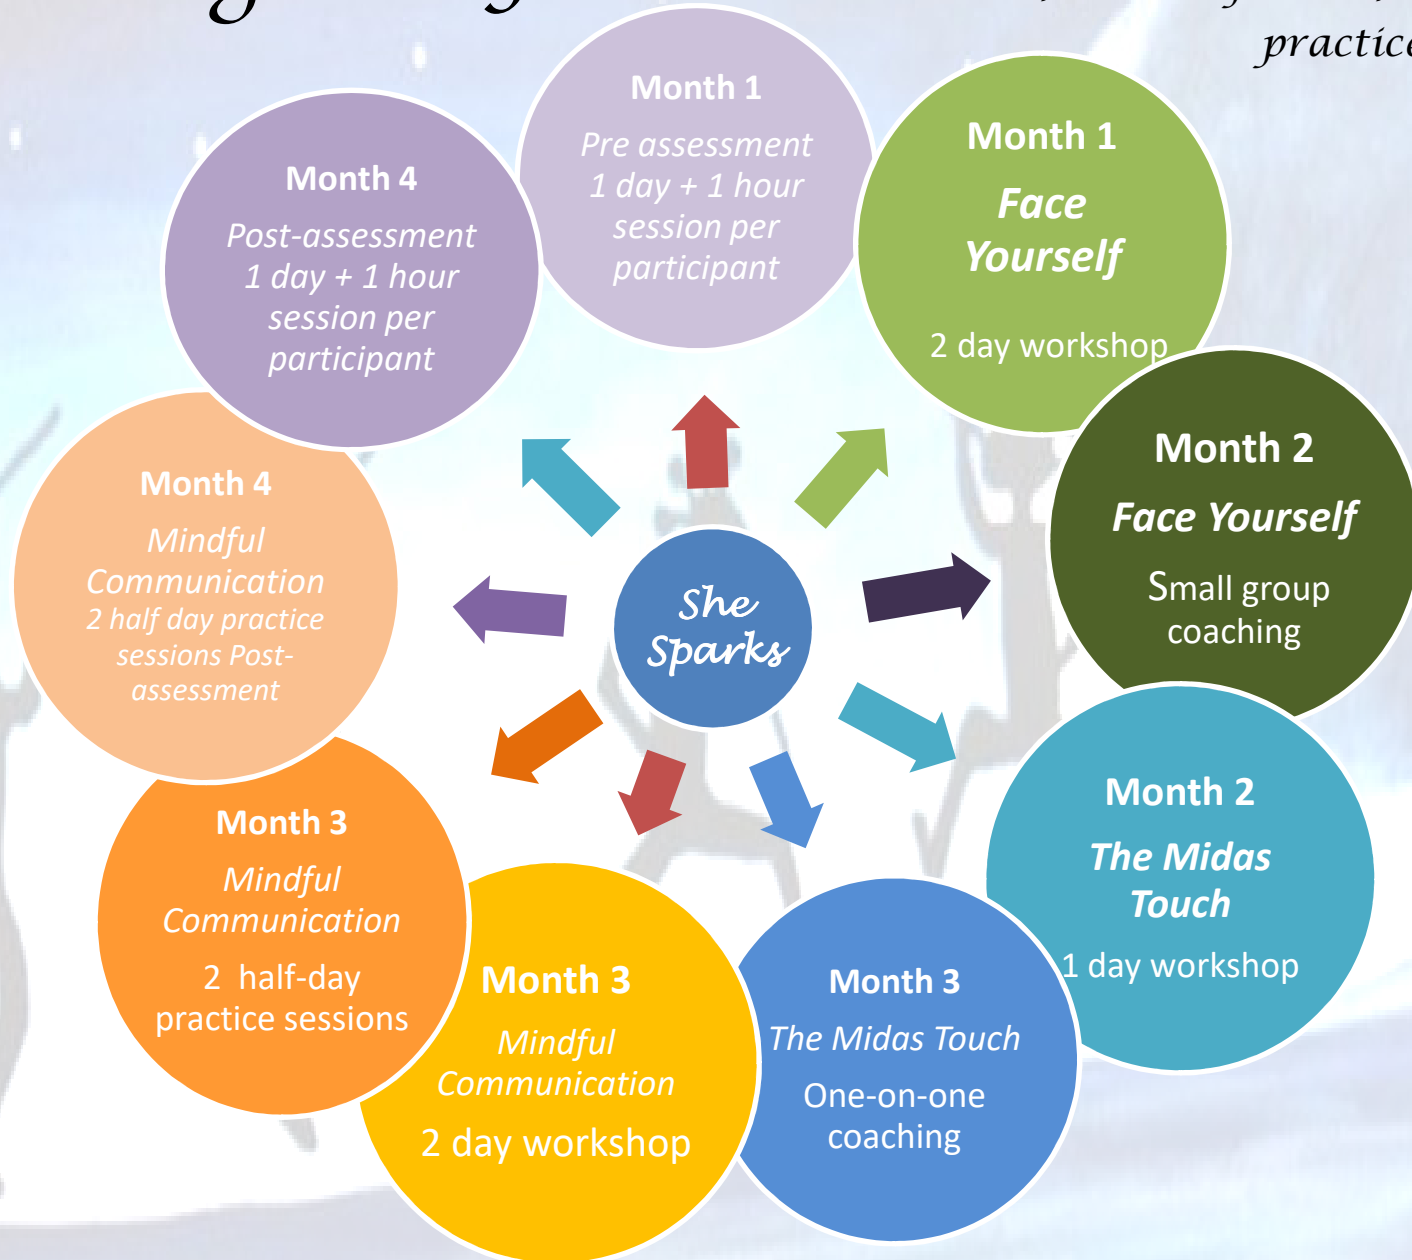 practice
Month 1
Pre assessment
1 day + 1 hour
session per
participant
Month 1
Face
Yourself
2 day workshop
Month 2
Face Yourself
Small group
coaching
Month 2
The Midas
Touch
1 day workshop
Month 3
The Midas Touch
One-on-one
coaching
Month 3
Mindful
Communication
2 day workshop
Month 3
Mindful
Communication
2 half-day
practice sessions
Month 4
Mindful
Communication
2 half day practice
sessions Post-
assessment
Month 4
Post-assessment
1 day + 1 hour
session per
participant
She
Sparks